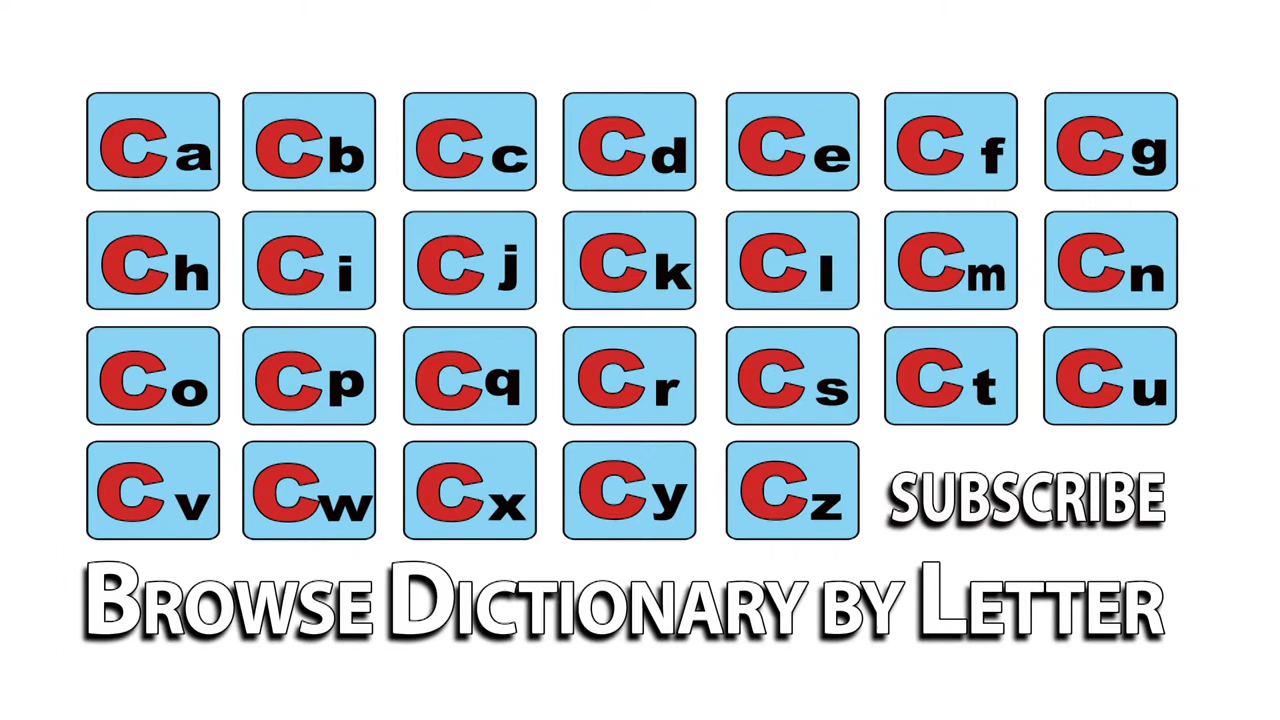 Ca Cb Cc Cd Ce Cf Cg
Ch Ci Cj Ck Cl Cm Cn
Co Cp Cq Cr Cs Ct Cu
Cv Cw Cx Cy Cz SUBSCRIBE
BROWSE DICTIONARY BY LETTER